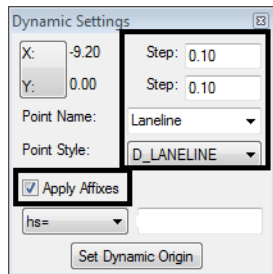 Dynamic Settings
X: -9.20 Step: 0.10
Y: 0.00 Step: 0.10
Point Name: Laneline
Point Style: D_LANELINE
Apply Affixes
hs=
Set Dynamic Origin